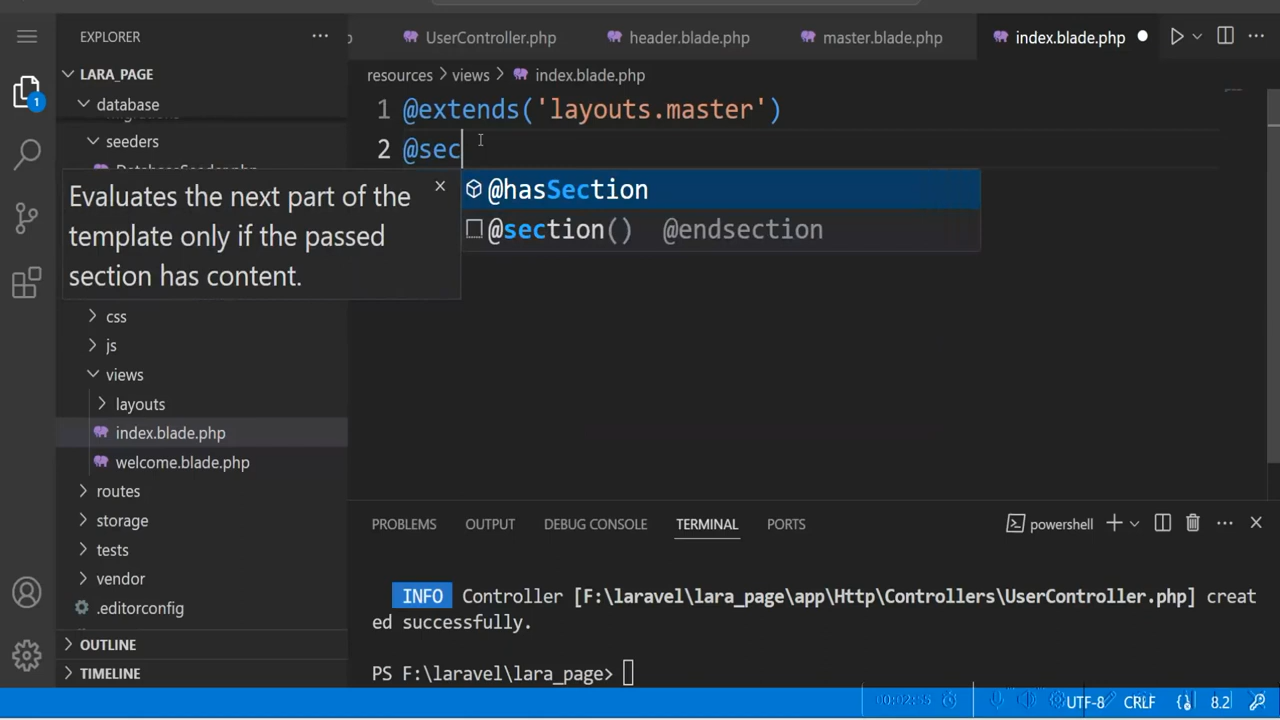 p
UserController.php
header.blade.php
master.blade.php
index.blade.php
EXPLORER
LARA_PAGE
database
seeders
1
resources > views > index.blade.php
1 @extends('layouts.master')
2 @sec
Evaluates the next part of the
template only if the passed
section has content.
@hasSection
@section() @endsection
css
js
views
layouts
index.blade.php
welcome.blade.php
routes
storage
tests
vendor
.editorconfig
OUTLINE
TIMELINE
PROBLEMS OUTPUT DEBUG CONSOLE TERMINAL PORTS
powershell
INFO Controller [F:\laravel\lara_page\app\Http\Controllers\UserController.php] creat
ed successfully.
PS F:\laravel\lara_page>
00:02:55
UTF-8 CRLF 8.2